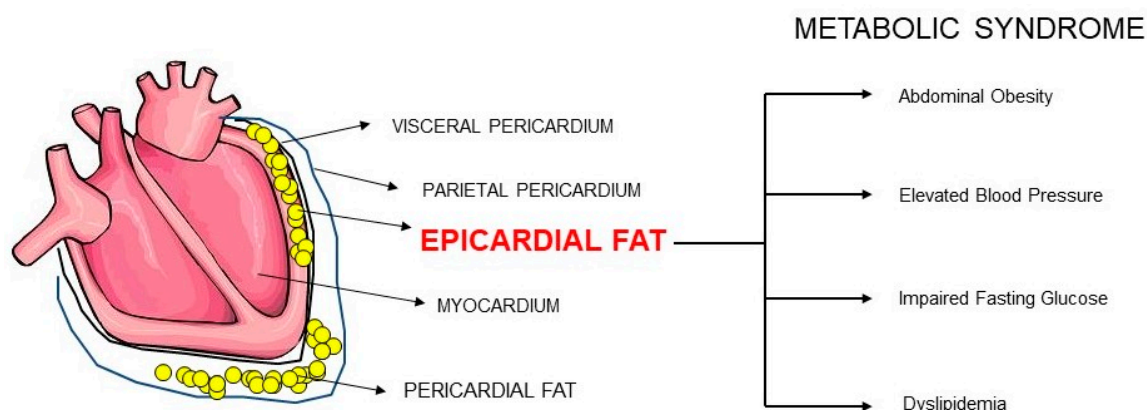 METABOLIC SYNDROME
VISCERAL PERICARDIUM
PARIETAL PERICARDIUM
EPICARDIAL FAT
MYOCARDIUM
PERICARDIAL FAT
Abdominal Obesity
Elevated Blood Pressure
Impaired Fasting Glucose
Dyslipidemia